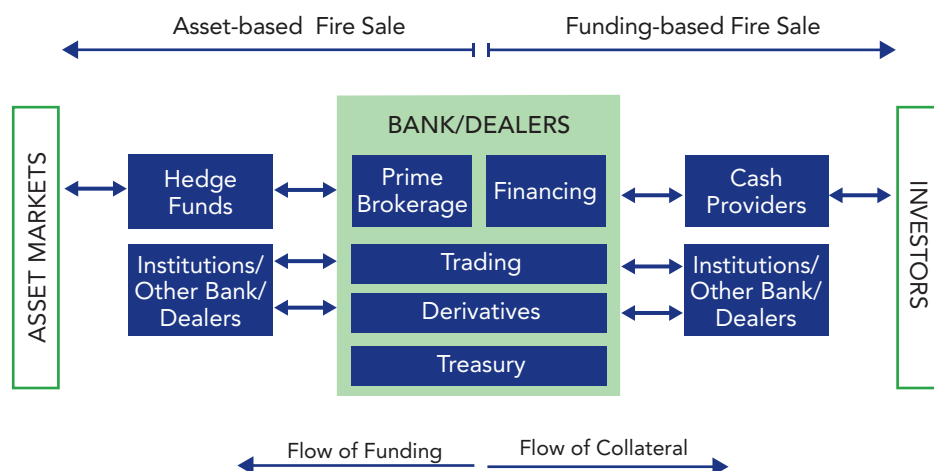 Asset-based Fire Sale
Funding-based Fire Sale
ASSET MARKETS
Hedge
Funds
Institutions/
Other Bank/
Dealers
BANK/DEALERS
Prime
Brokerage
Financing
Trading
Derivatives
Treasury
Cash
Providers
Institutions/
Other Bank/
Dealers
INVESTORS
Flow of Funding
Flow of Collateral